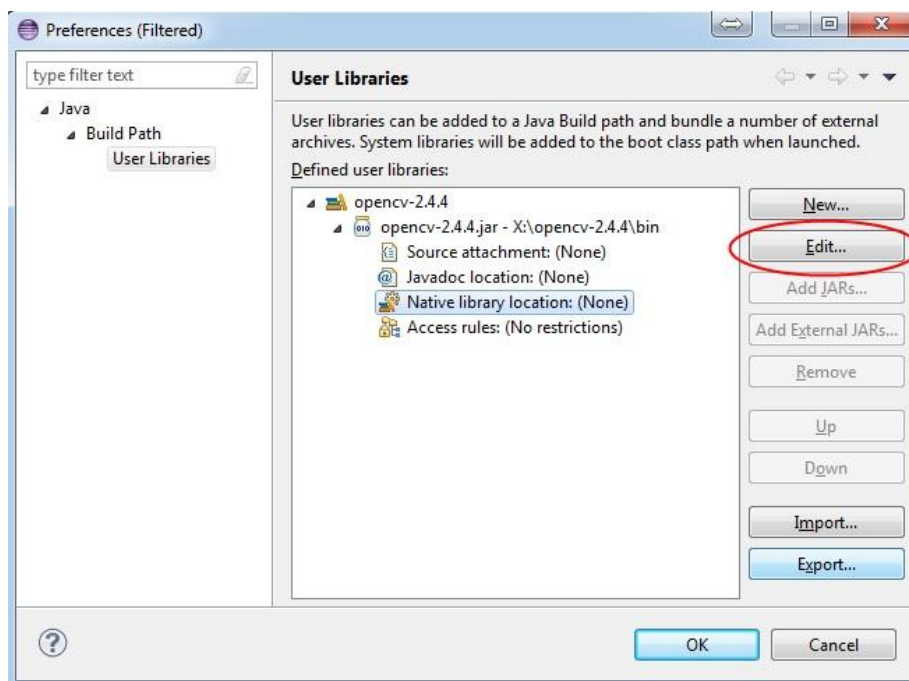 Preferences (Filtered)
type filter text
Java
Build Path
User Libraries
User Libraries
User libraries can be added to a Java Build path and bundle a number of external
archives. System libraries will be added to the boot class path when launched.
Defined user libraries:
opencv-2.4.4
opencv-2.4.4.jar - X:\opencv-2.4.4\bin
Source attachment: (None)
Javadoc location: (None)
Native library location: (None)
Access rules: (No restrictions)
New...
Edit...
Add JARs...
Add External JARs...
Remove
Up
Down
Import...
Export...
OK
Cancel